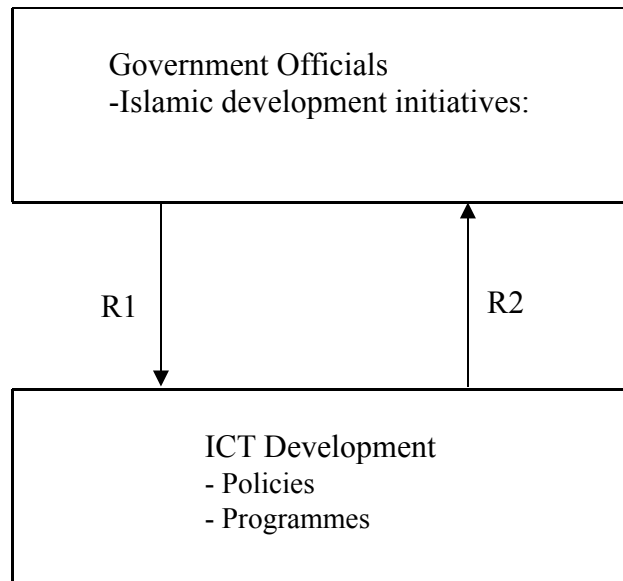 Government Officials
-Islamic development initiatives:
R1
R2
ICT Development
- Policies
- Programmes